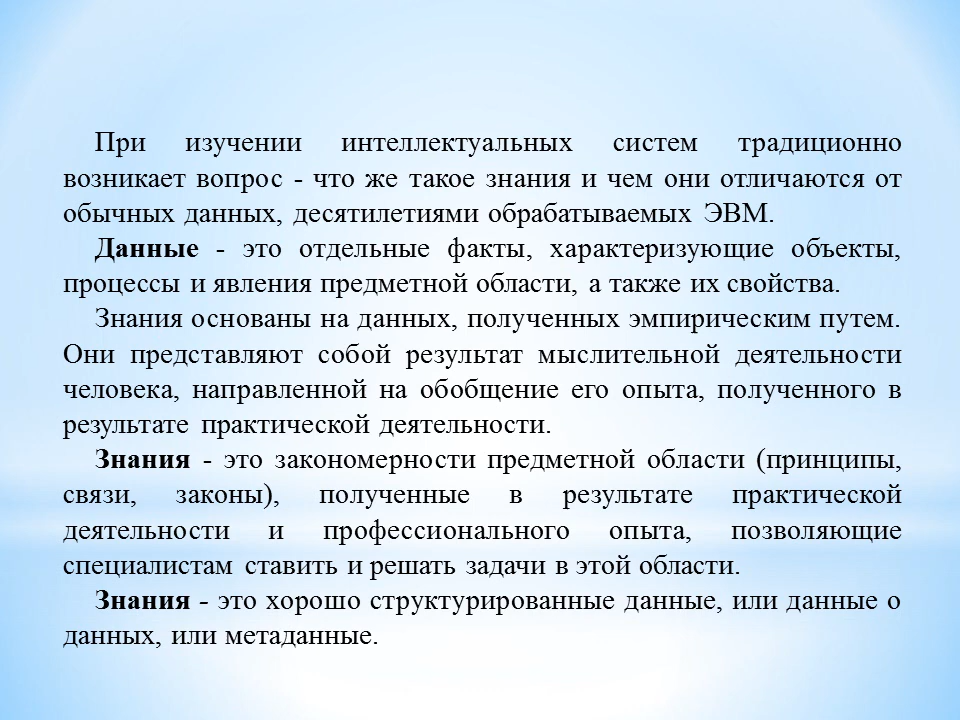 При изучении интеллектуальных систем традиционно
возникает вопрос - что же такое знания и чем они отличаются от
обычных данных, десятилетиями обрабатываемых ЭВМ.
Данные - это отдельные факты, характеризующие объекты,
процессы и явления предметной области, а также их свойства.
Знания основаны на данных, полученных эмпирическим путем.
Они представляют собой результат мыслительной деятельности
человека, направленной на обобщение его опыта, полученного в
результате практической деятельности.
Знания - это закономерности предметной области (принципы,
связи, законы), полученные в результате практической
деятельности и профессионального опыта, позволяющие
специалистам ставить и решать задачи в этой области.
Знания - это хорошо структурированные данные, или данные о
данных, или метаданные.